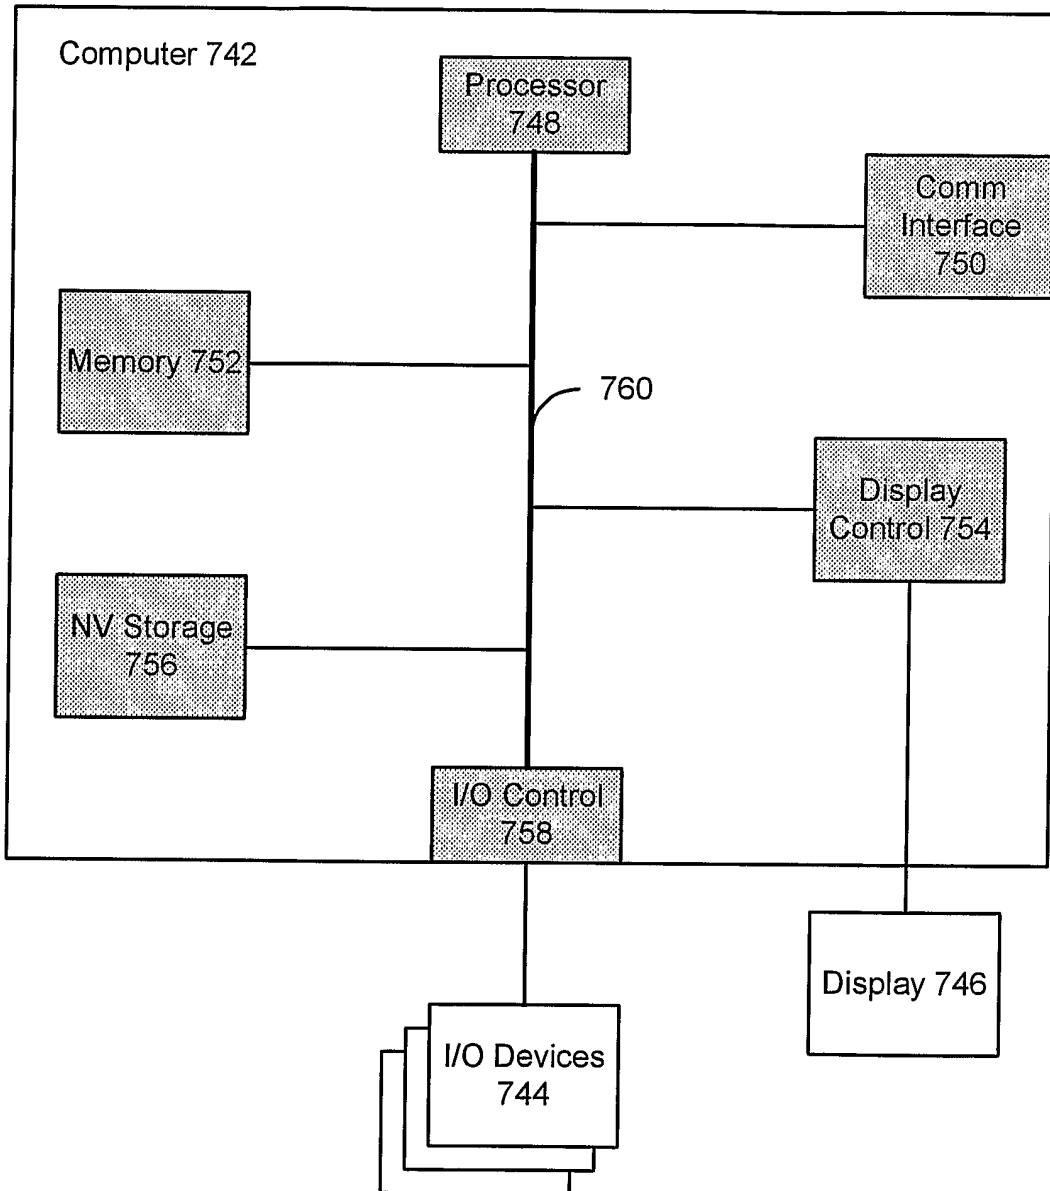 Computer 742
Processor
748
Comm
Interface
750
Memory 752
760
Display
Control 754
NV Storage
756
I/O Control
758
Display 746
I/O Devices
744